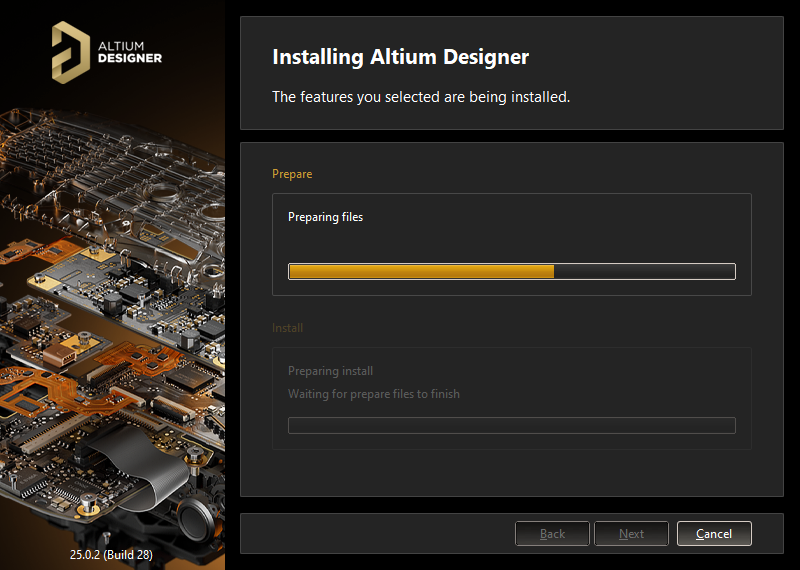 ALTIUM
DESIGNER
Installing Altium Designer
The features you selected are being installed.
Prepare
Preparing files
Install
Preparing install
Waiting for prepare files to finish
25.0.2 (Build 28)
Back
Next
Cancel